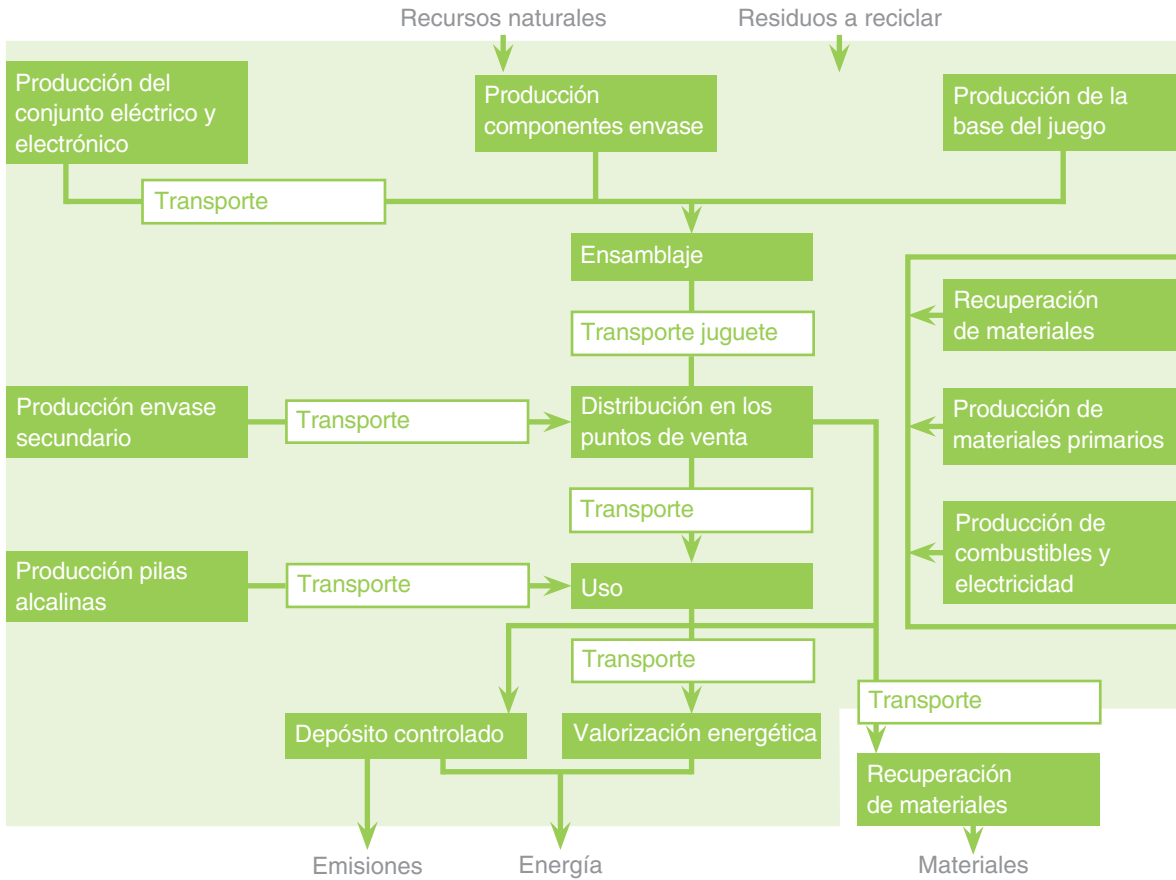 Recursos naturales
Residuos a reciclar
Producción del
conjunto eléctrico y
electrónico
Producción
componentes envase
Producción de la
base del juego
Transporte
Ensamblaje
Transporte juguete
Recuperación
de materiales
Producción envase
secundario
Transporte
Distribución en los
puntos de venta
Producción de
materiales primarios
Transporte
Producción de
combustibles y
electricidad
Producción pilas
alcalinas
Transporte
Uso
Transporte
Transporte
Depósito controlado
Valorización energética
Recuperación
de materiales
Emisiones
Energía
Materiales